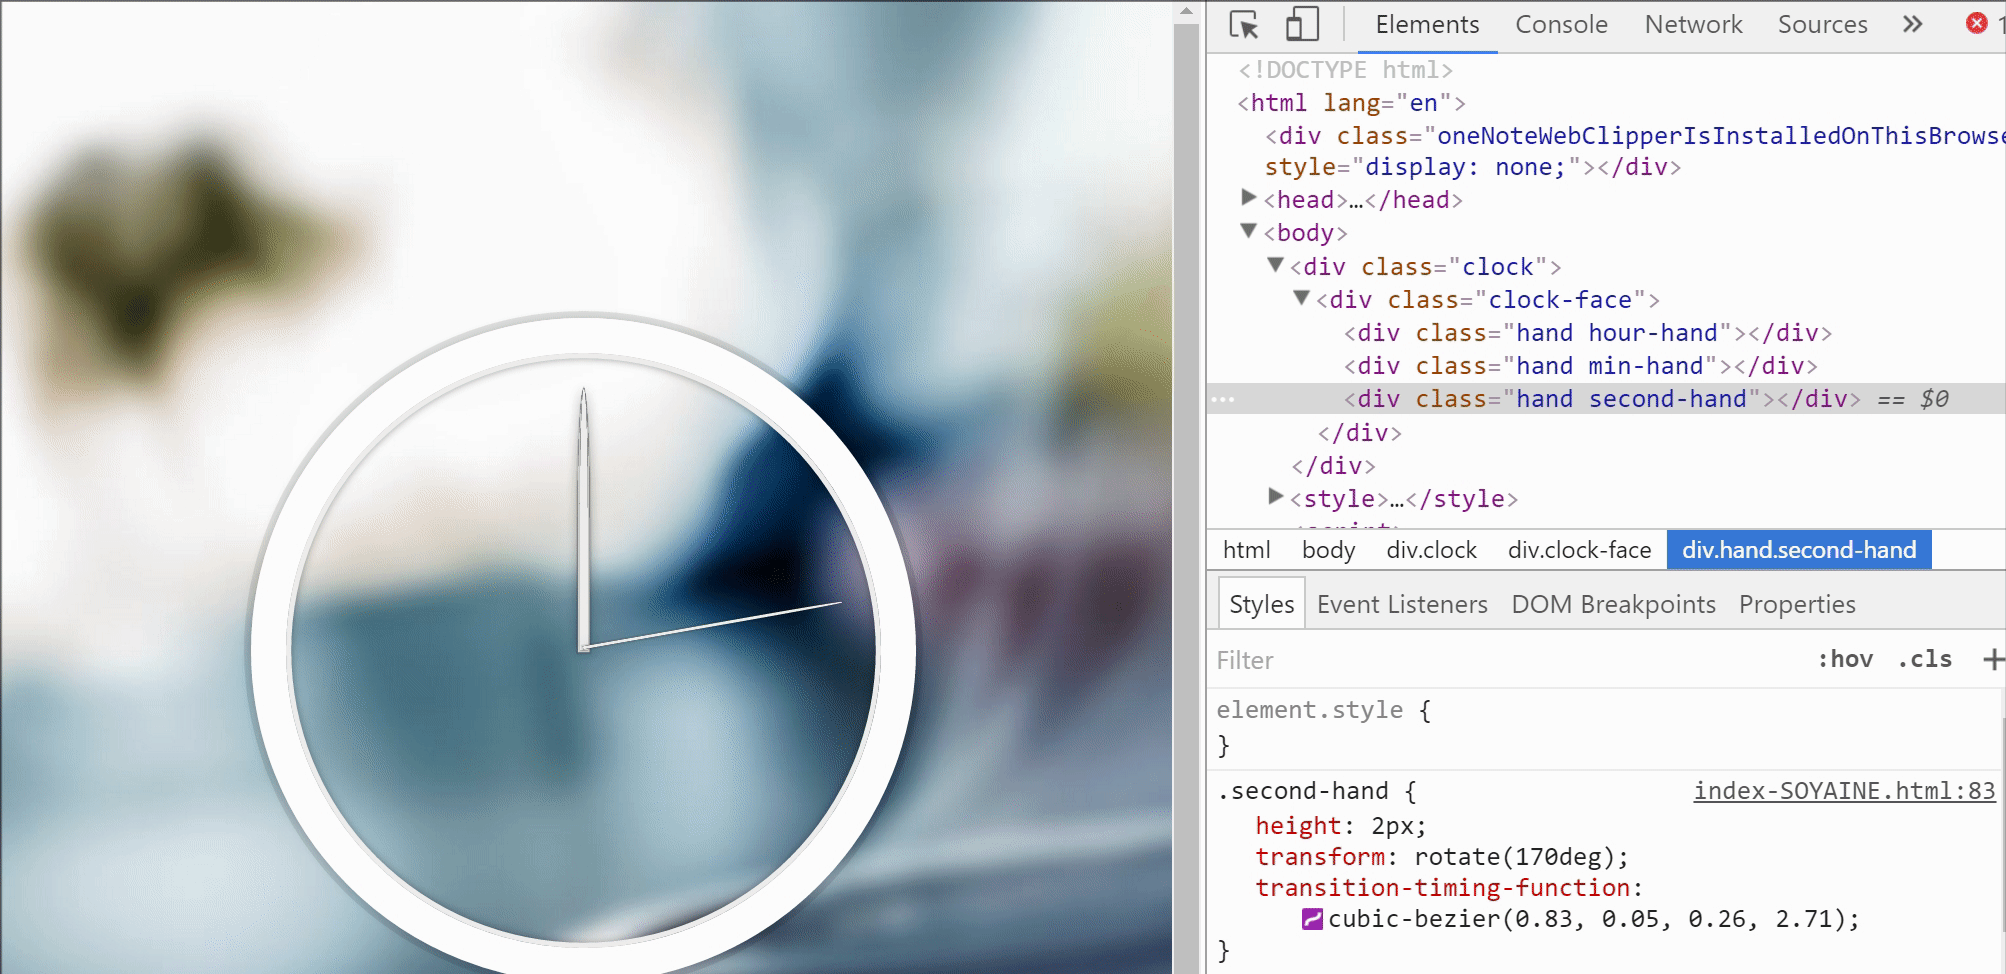 Elements Console Network Sources » 1
<!DOCTYPE html>
<html lang="en">
<div class="oneNoteWebClipperIsInstalledOnThisBrowse
style="display: none;"></div>
<head>…</head>
<body>
<div class="clock">
<div class="clock-face">
<div class="hand hour-hand"></div>
<div class="hand min-hand"></div>
<div class="hand second-hand"></div> == $0
</div>
</div>
<style>…</style>
html body div.clock div.clock-face div.hand.second-hand
Styles Event Listeners DOM Breakpoints Properties
Filter :hov .cls +
element.style {
}
.second-hand { index-SOYAINE.html:83
height: 2px;
transform: rotate(170deg);
transition-timing-function:
cubic-bezier(0.83, 0.05, 0.26, 2.71);
}